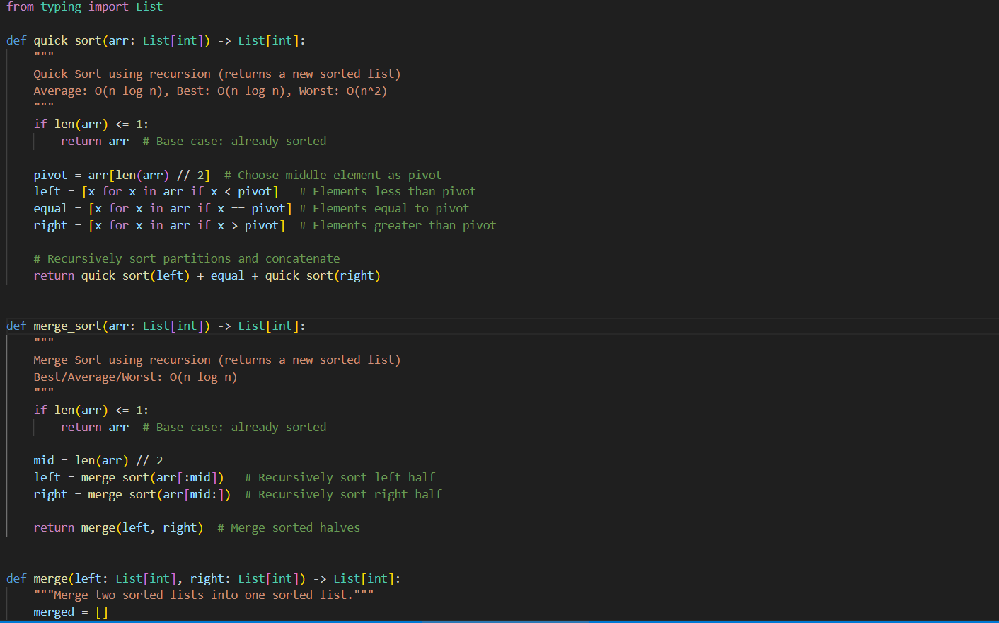 from typing import List
def quick_sort(arr: List[int]) -> List[int]:
    """
    Quick Sort using recursion (returns a new sorted list)
    Average: O(n log n), Best: O(n log n), Worst: O(n^2)
    """
    if len(arr) <= 1:
        return arr  # Base case: already sorted
    pivot = arr[len(arr) // 2]  # Choose middle element as pivot
    left = [x for x in arr if x < pivot]   # Elements less than pivot
    equal = [x for x in arr if x == pivot] # Elements equal to pivot
    right = [x for x in arr if x > pivot]  # Elements greater than pivot
    # Recursively sort partitions and concatenate
    return quick_sort(left) + equal + quick_sort(right)
def merge_sort(arr: List[int]) -> List[int]:
    """
    Merge Sort using recursion (returns a new sorted list)
    Best/Average/Worst: O(n log n)
    """
    if len(arr) <= 1:
        return arr  # Base case: already sorted
    mid = len(arr) // 2
    left = merge_sort(arr[:mid])   # Recursively sort left half
    right = merge_sort(arr[mid:])  # Recursively sort right half
    return merge(left, right)  # Merge sorted halves
def merge(left: List[int], right: List[int]) -> List[int]:
    """Merge two sorted lists into one sorted list."""
    merged = []